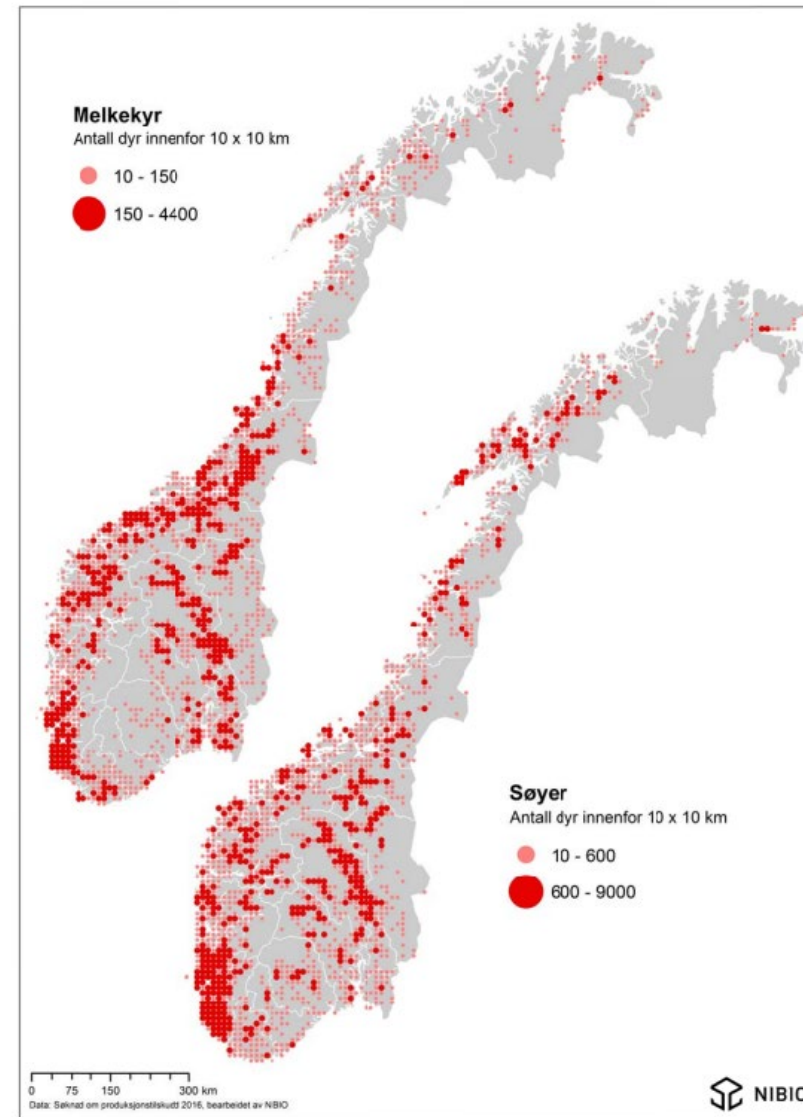 Melkekyr
Antall dyr innenfor 10 x 10 km
10 - 150
150 - 4400
Søyer
Antall dyr innenfor 10 x 10 km
10 - 600
600 - 9000
0 75 150 300 km
Data: Søknad om produksjonstilskudd 2016, bearbeidet av NIBIO
NIBIO